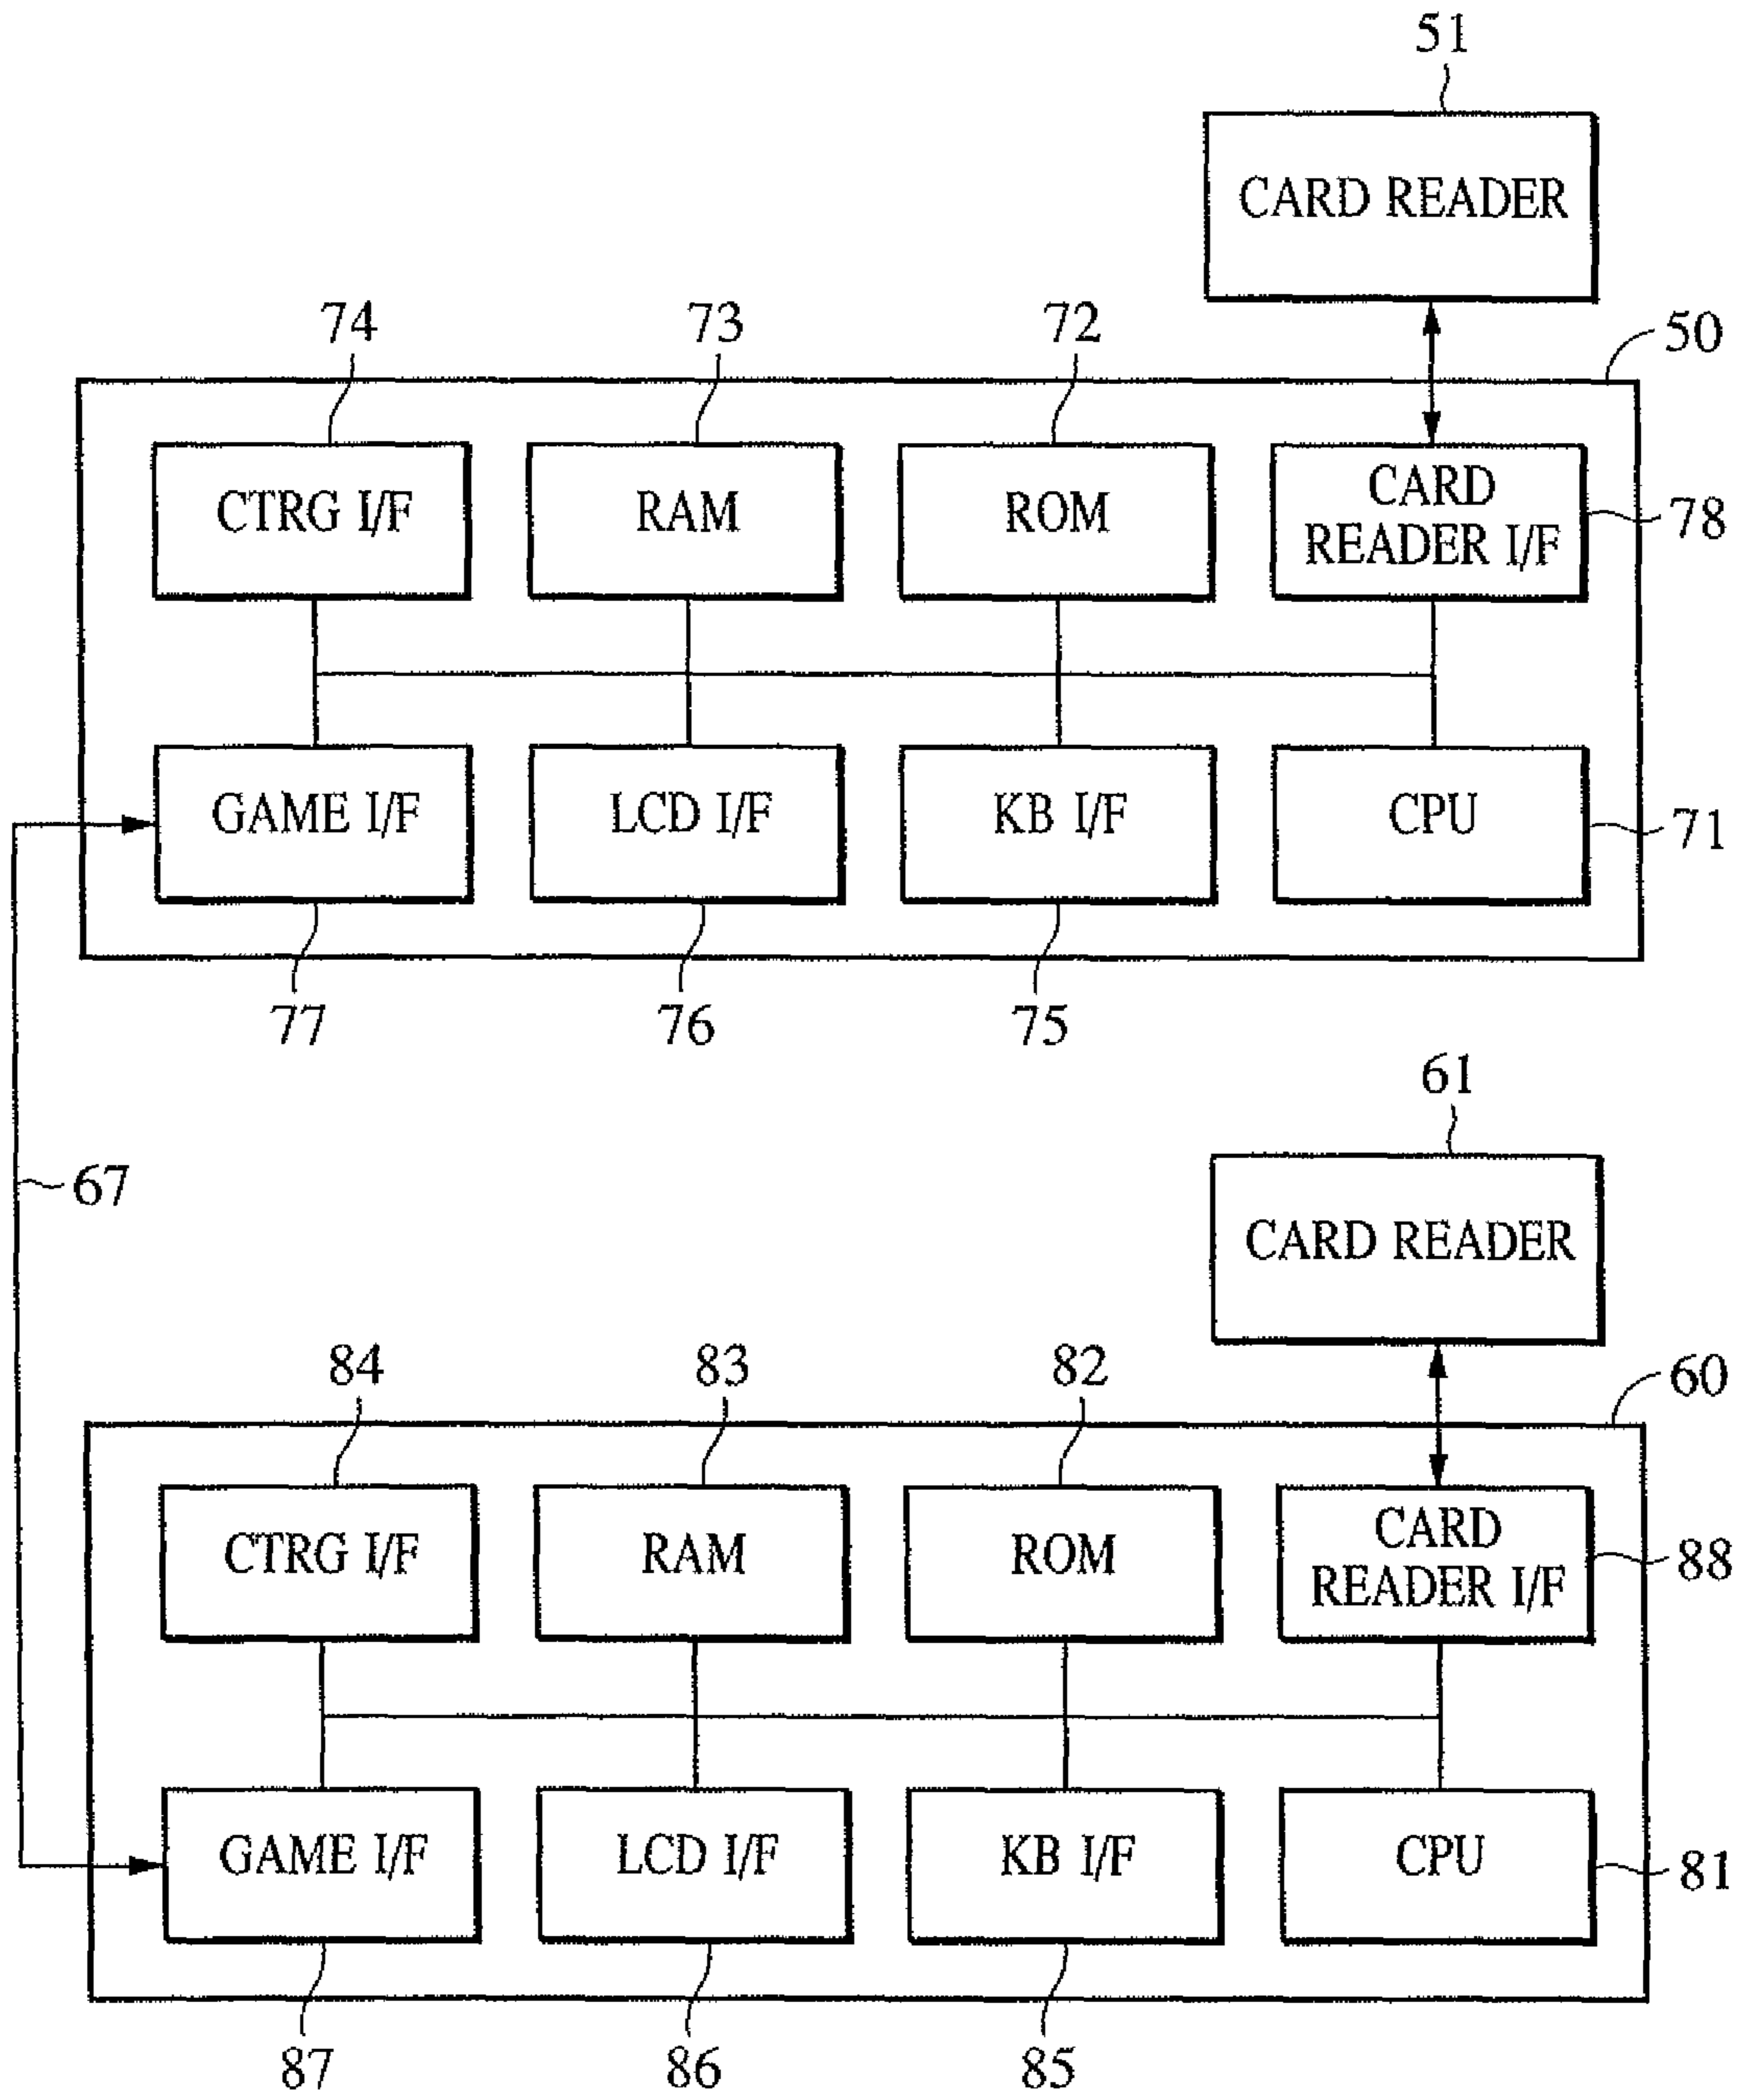 51
CARD READER
50
74
73
72
CTRG I/F
RAM
ROM
CARD
READER I/F
78
GAME I/F
LCD I/F
KB I/F
CPU
71
77
76
75
61
67
CARD READER
60
84
83
82
CTRG I/F
RAM
ROM
CARD
READER I/F
88
GAME I/F
LCD I/F
KB I/F
CPU
81
87
86
85